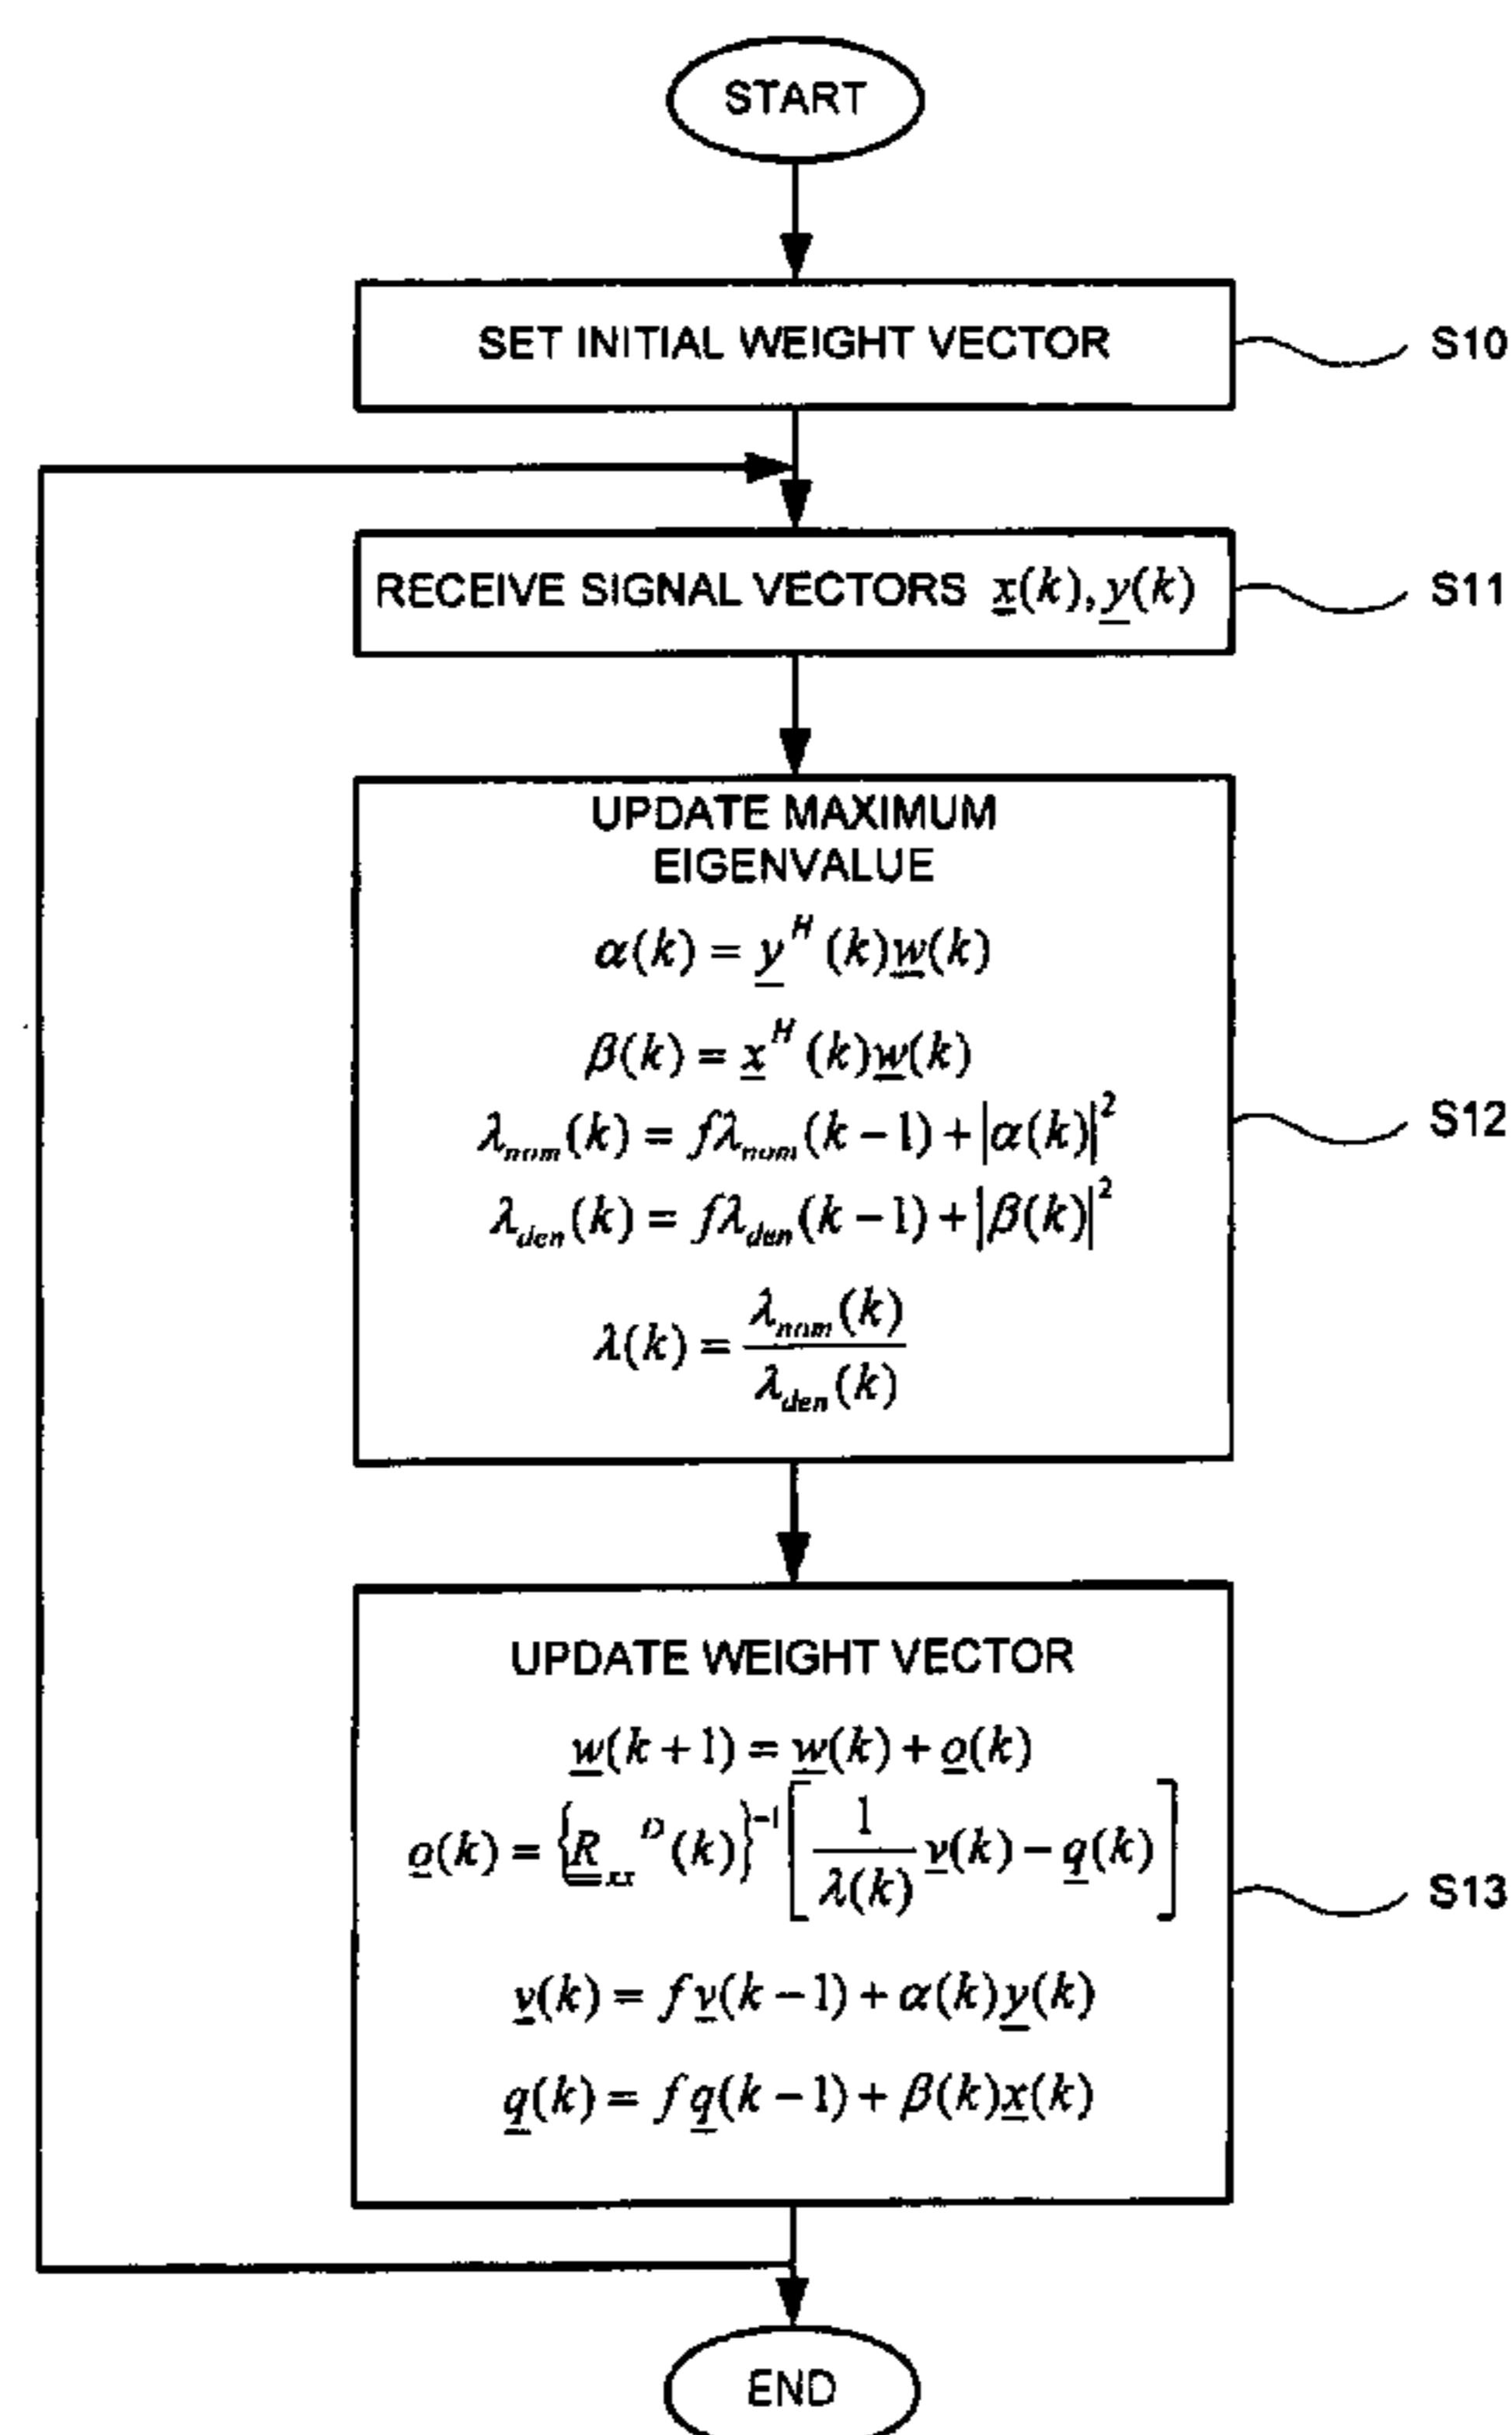 START
SET INITIAL WEIGHT VECTOR
S10
RECEIVE SIGNAL VECTORS x(k), y(k)
S11
UPDATE MAXIMUM
EIGENVALUE
α(k) = y^H(k)w(k)
β(k) = x^H(k)w(k)
λ_nom(k) = fλ_nom(k−1) + |α(k)|^2
S12
λ_den(k) = fλ_den(k−1) + |β(k)|^2
λ(k) = λ_nom(k) / λ_den(k)
UPDATE WEIGHT VECTOR
w(k+1) = w(k) + o(k)
o(k) = {R_xx^D(k)}^−1 [1/λ(k) v(k) − q(k)]
S13
v(k) = f v(k−1) + α(k)y(k)
q(k) = f q(k−1) + β(k)x(k)
END